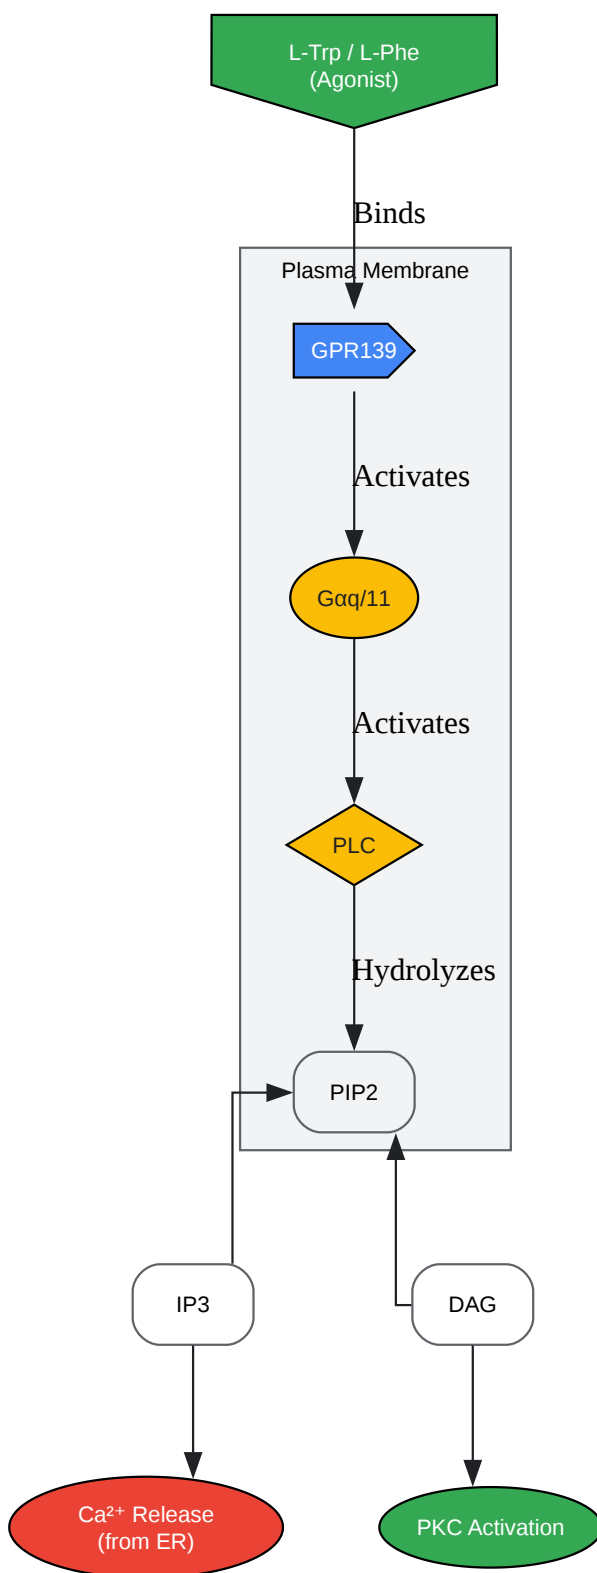 L-Trp / L-Phe
(Agonist)
Binds
Plasma Membrane
GPR139
Activates
Gαq/11
Activates
PLC
Hydrolyzes
PIP2
IP3
DAG
Ca²⁺ Release
(from ER)
PKC Activation